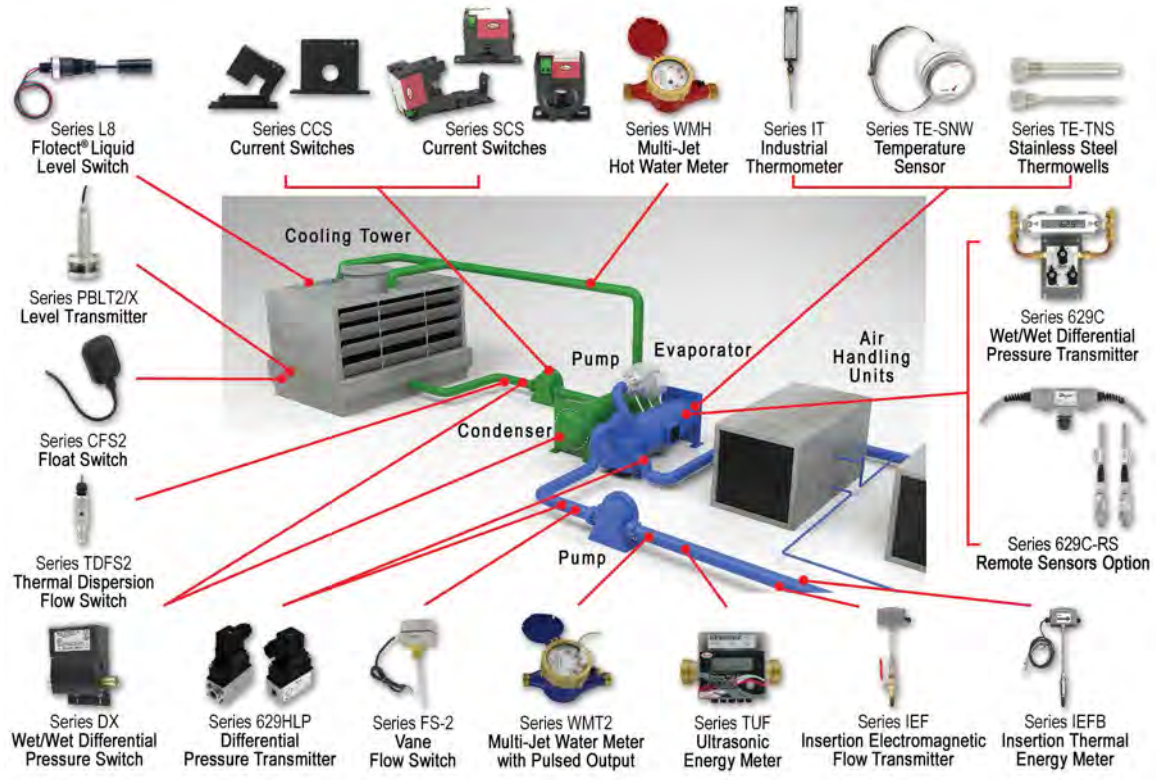 Series L8
Flotect® Liquid
Level Switch
Series CCS
Current Switches
Series SCS
Current Switches
Series WMH
Multi-Jet
Hot Water Meter
Series IT
Industrial
Thermometer
Series TE-SNW
Temperature
Sensor
Series TE-TNS
Stainless Steel
Thermowells
Cooling Tower
Series PBLT2/X
Level Transmitter
Series 629C
Wet/Wet Differential
Pressure Transmitter
Pump
Evaporator
Air
Handling
Units
Condenser
Series CFS2
Float Switch
Series 629C-RS
Remote Sensors Option
Pump
Series TDFS2
Thermal Dispersion
Flow Switch
Series DX
Wet/Wet Differential
Pressure Switch
Series 629HLP
Differential
Pressure Transmitter
Series FS-2
Vane
Flow Switch
Series WMT2
Multi-Jet Water Meter
with Pulsed Output
Series TUF
Ultrasonic
Energy Meter
Series IEF
Insertion Electromagnetic
Flow Transmitter
Series IEFB
Insertion Thermal
Energy Meter